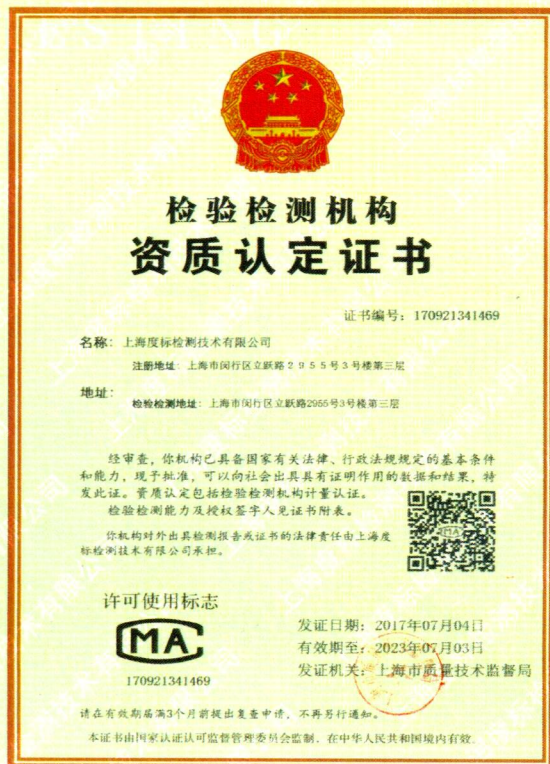 检验检测机构
资质认定证书
证书编号：170921341469
名称：上海度标检测技术有限公司
注册地址：上海市闵行区立跃路2955号3号楼第三层
地址：
检验检测地址：上海市闵行区立跃路2955号3号楼第三层
经审查，你机构已具备国家有关法律、行政法规规定的基本条件
和能力，现予批准，可以向社会出具具有证明作用的数据和结果，特
发此证。资质认定包括检验检测机构计量认证。
检验检测能力及授权签字人见证书附表。
你机构对外出具检测报告或证书的法律责任由上海度
标检测技术有限公司承担。
许可使用标志
MA
170921341469
发证日期：2017年07月04日
有效期至：2023年07月03日
发证机关：上海市质量技术监督局
请在有效期届满3个月前提出复查申请，不再另行通知。
本证书由国家认证认可监督管理委员会监制，在中华人民共和国境内有效。